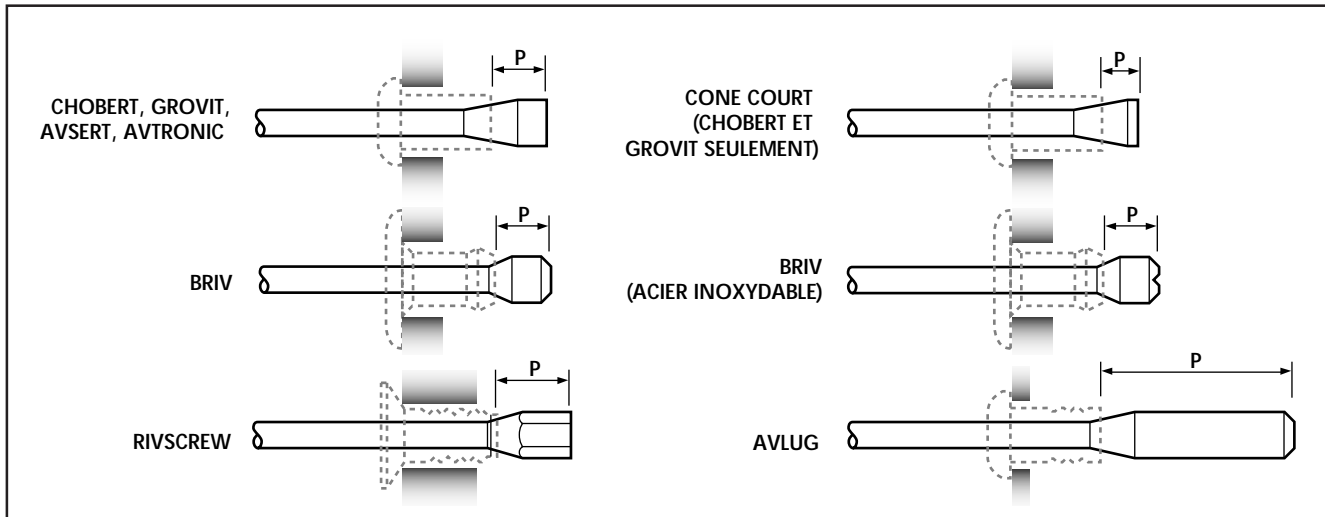 P
CHOBERT, GROVIT,
AVSERT, AVTRONIC
P
CONE COURT
(CHOBERT ET
GROVIT SEULEMENT)
P
BRIV
P
BRIV
(ACIER INOXYDABLE)
P
RIVSCREW
P
AVLUG